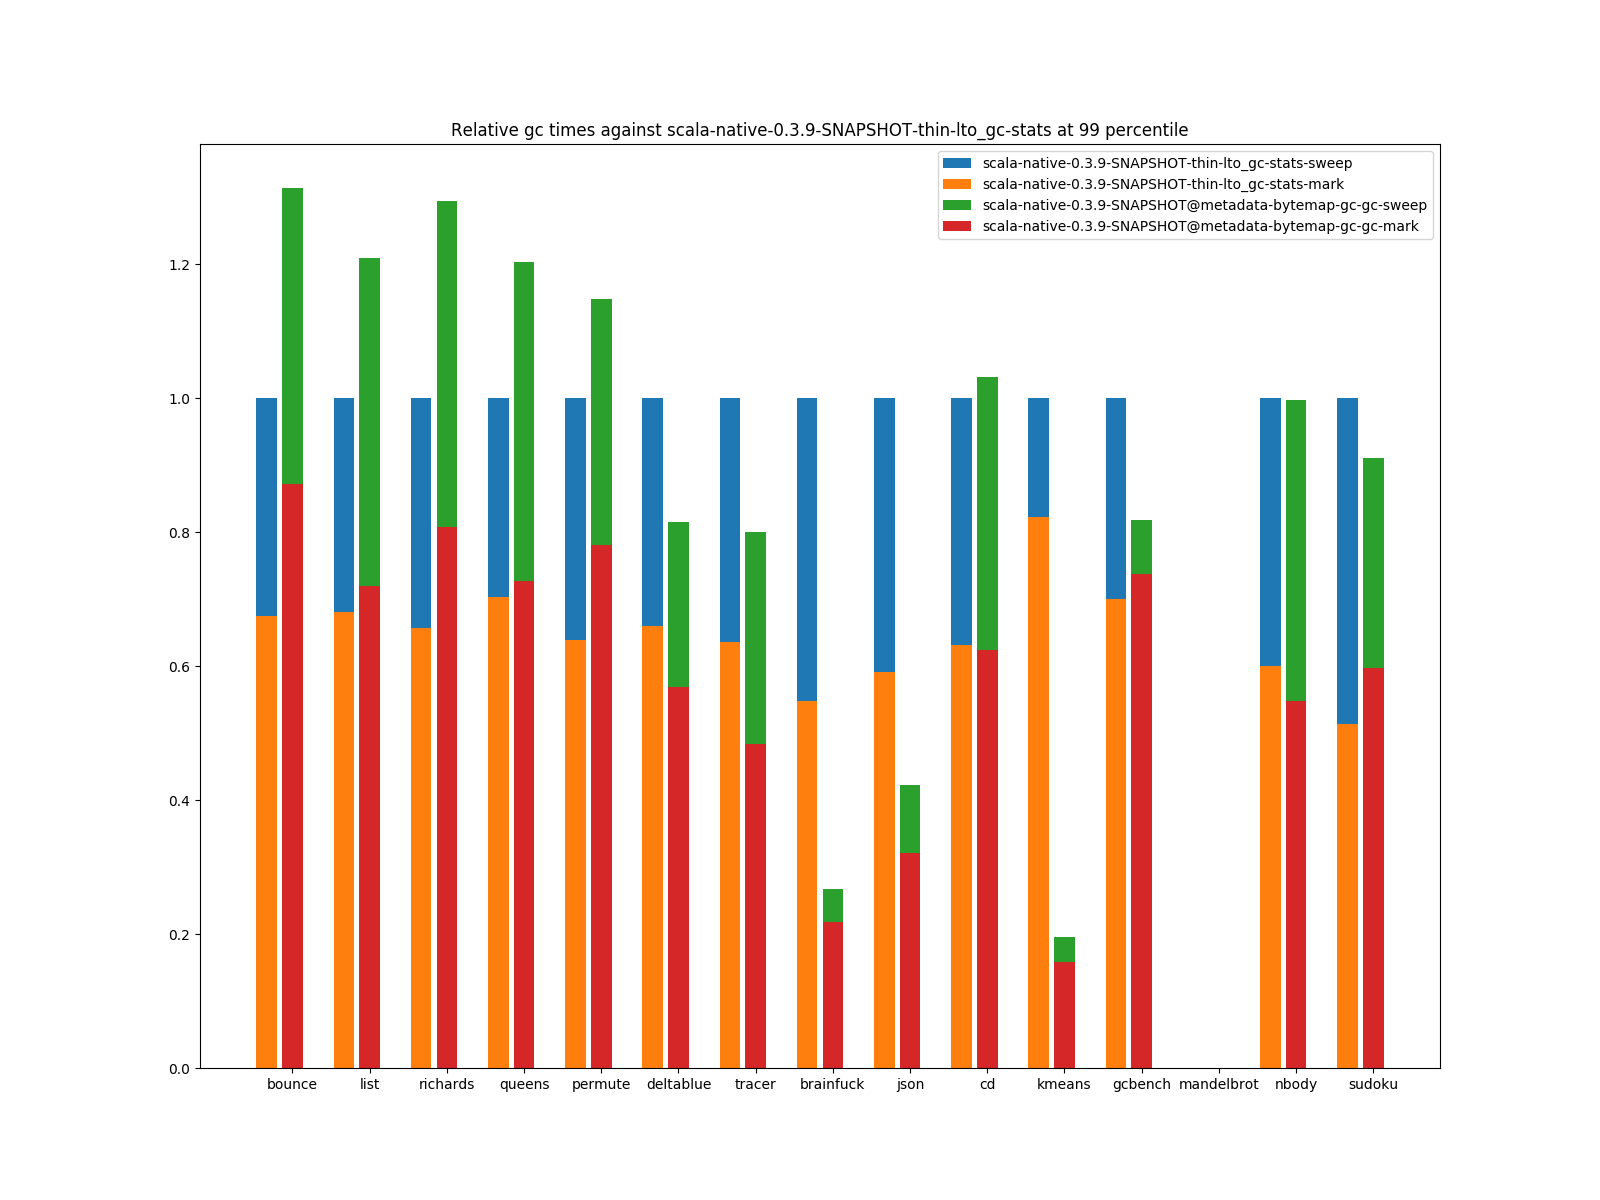 Relative gc times against scala-native-0.3.9-SNAPSHOT-thin-lto_gc-stats at 99 percentile
scala-native-0.3.9-SNAPSHOT-thin-lto_gc-stats-sweep
scala-native-0.3.9-SNAPSHOT-thin-lto_gc-stats-mark
scala-native-0.3.9-SNAPSHOT@metadata-bytemap-gc-gc-sweep
scala-native-0.3.9-SNAPSHOT@metadata-bytemap-gc-gc-mark
1.2
1.0
0.8
0.6
0.4
0.2
0.0
bounce list richards queens permute deltablue tracer brainfuck json cd kmeans gcbench mandelbrot nbody sudoku